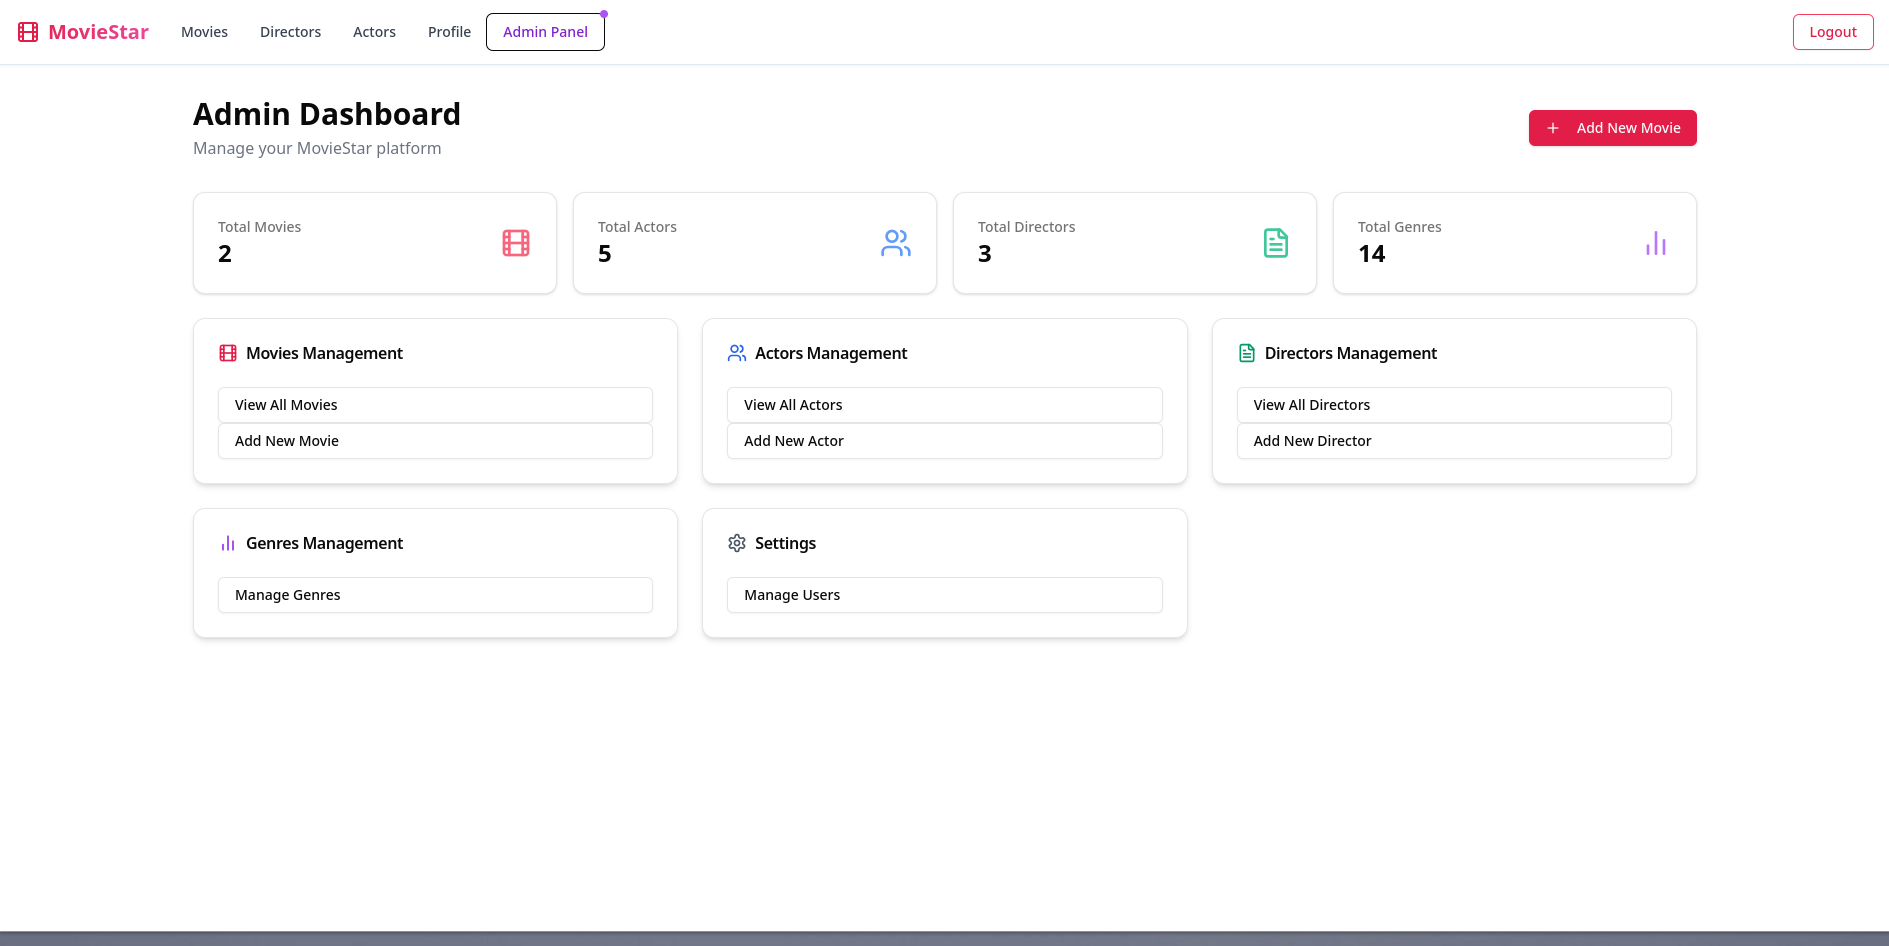 MovieStar
Movies
Directors
Actors
Profile
Admin Panel
Logout
Admin Dashboard
Manage your MovieStar platform
Add New Movie
Total Movies
2
Total Actors
5
Total Directors
3
Total Genres
14
Movies Management
View All Movies
Add New Movie
Actors Management
View All Actors
Add New Actor
Directors Management
View All Directors
Add New Director
Genres Management
Manage Genres
Settings
Manage Users